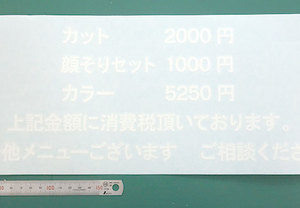 カット 2000円
顔そりセット 1000円
カラー 5250円
上記金額に消費税頂いております。
他メニューございます ご相談くださ